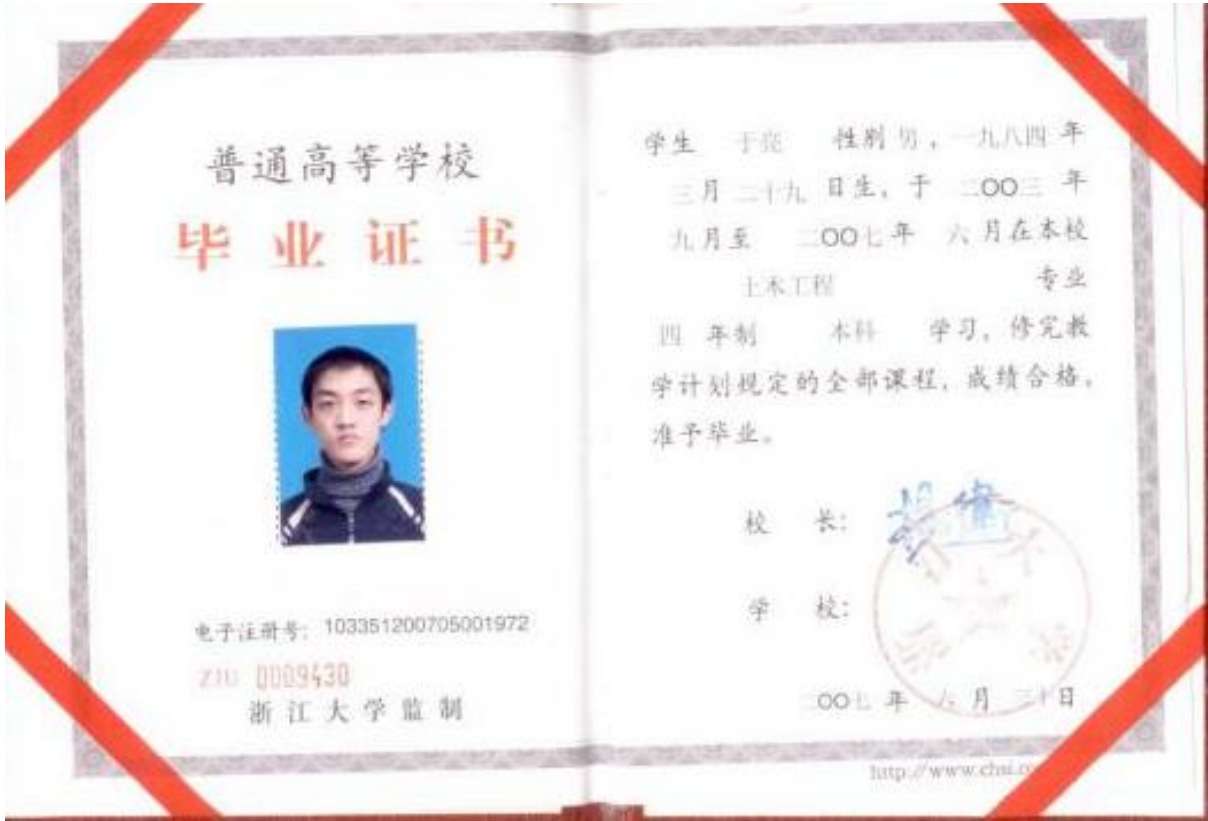 普通高等学校
毕业证书
电子注册号: 103351200705001972
ZJU 0009430
浙江大学监制
学生 于亮 性别 男, 一九八四 年
三月 二十九 日生, 于 二OO三 年
九月至 二OO七年 六月在本校
土木工程 专业
四 年制 本科 学习, 修完教
学计划规定的全部课程, 成绩合格,
准予毕业。
校 长:
学 校:
二OO七 年 六 月 三十日
http://www.chsi.